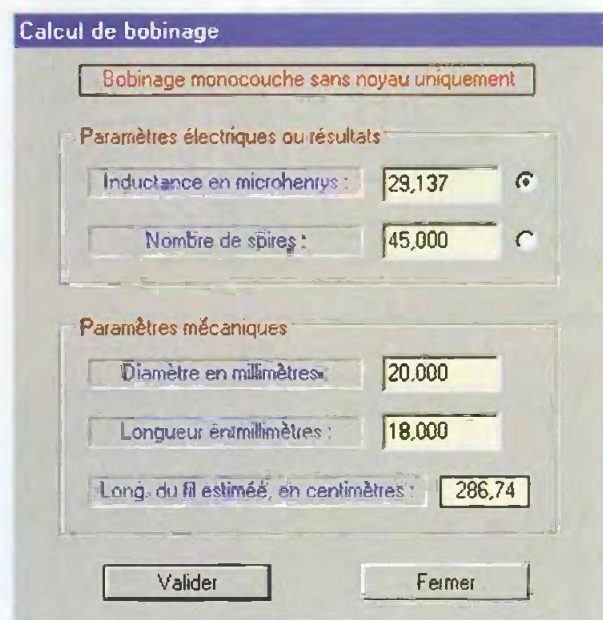 Calcul de bobinage
Bobinage monocouche sans noyau uniquement
Paramètres électriques ou résultats
Inductance en microhenrys : 29,137
Nombre de spires : 45,000
Paramètres mécaniques
Diamètre en millimètres : 20,000
Longueur en millimètres : 18,000
Long. du fil estimée, en centimètres : 286,74
Valider Fermer